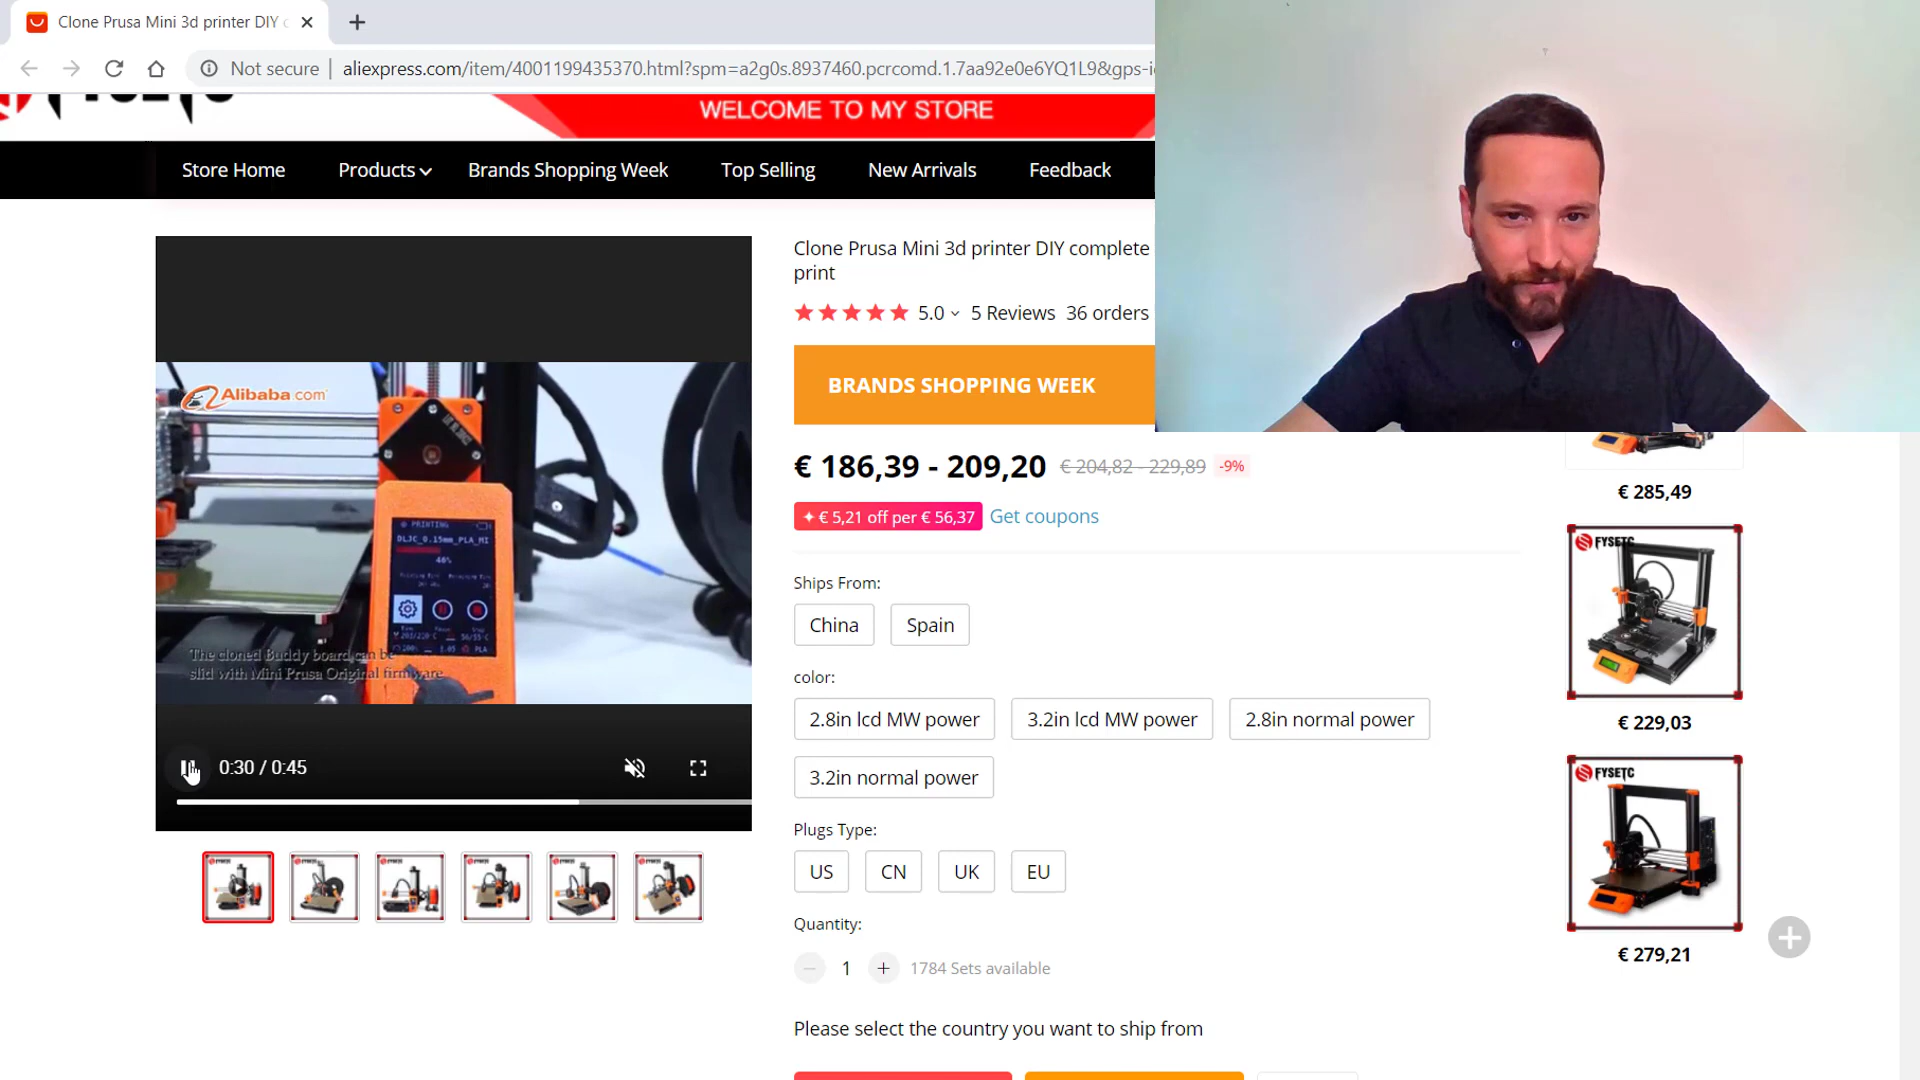 Clone Prusa Mini 3d printer DIY c
Not secure
aliexpress.com/item/4001199435370.html?spm=a2g0s.8937460.pcrcomd.1.7aa92e0e6YQ1L9&gps-i
WELCOME TO MY STORE
Store Home
Products
Brands Shopping Week
Top Selling
New Arrivals
Feedback
Clone Prusa Mini 3d printer DIY complete
print
5.0
5 Reviews
36 orders
BRANDS SHOPPING WEEK
€ 186,39 - 209,20
€ 204,82 - 229,89
-9%
€ 5,21 off per € 56,37
Get coupons
Ships From:
China
Spain
color:
2.8in lcd MW power
3.2in lcd MW power
2.8in normal power
3.2in normal power
Plugs Type:
US
CN
UK
EU
Quantity:
1
1784 Sets available
Please select the country you want to ship from
Alibaba.com
PRINTING
DLJC_0.15mm_PLA_MI
46%
The cloned Buddy board can be
slid with Mini Prusa Original firmware
0:30 / 0:45
€ 285,49
FYSETC
€ 229,03
FYSETC
€ 279,21